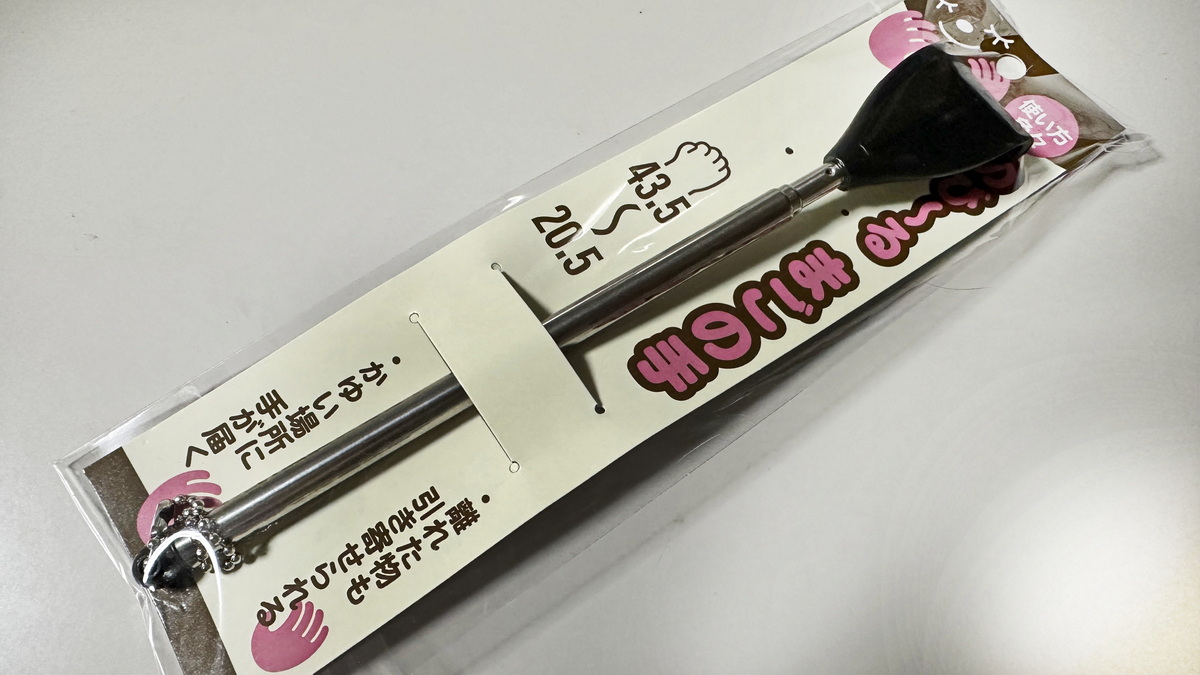 使い方
の び〜る
まごの手
43.5
〜
20.5
・かゆい場所に
手が届く
・離れた物も
引き寄せられる